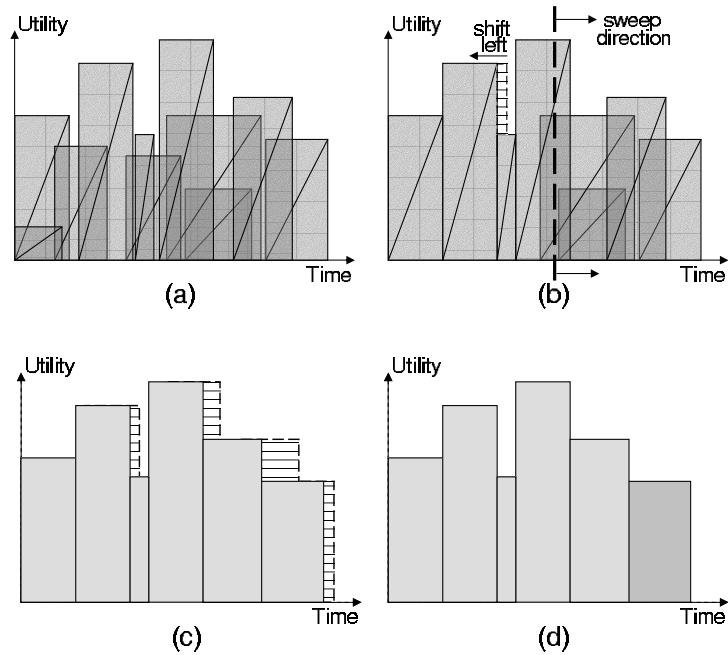 Utility
Time
(a)
Utility
shift
left
sweep
direction
Time
(b)
Utility
Time
(c)
Utility
Time
(d)